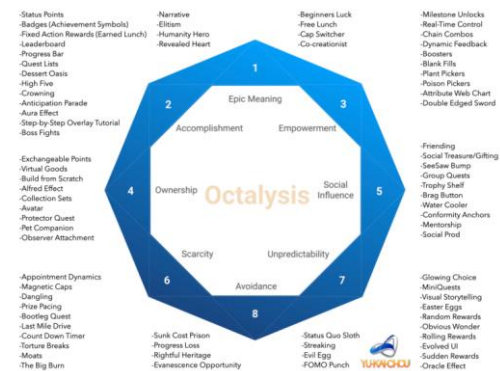 -Status Points
-Badges (Achievement Symbols)
-Fixed Action Rewards (Earned Lunch)
-Leaderboard
-Progress Bar
-Quest Lists
-Dessert Oasis
-High Five
-Crowning
-Anticipation Parade
-Aura Effect
-Step-by-Step Overlay Tutorial
-Boss Fights
-Narrative
-Elitism
-Humanity Hero
-Revealed Heart
-Beginners Luck
-Free Lunch
-Cap Switcher
-Co-creationist
-Milestone Unlocks
-Real-Time Control
-Chain Combos
-Dynamic Feedback
-Boosters
-Blank Fills
-Plant Pickers
-Poison Pickers
-Attribute Web Chart
-Double Edged Sword
1
Epic Meaning
2
Accomplishment
3
Empowerment
4
Ownership
Octalysis
Social
Influence
5
Scarcity
6
Unpredictability
7
Avoidance
8
-Exchangeable Points
-Virtual Goods
-Build from Scratch
-Alfred Effect
-Collection Sets
-Avatar
-Protector Quest
-Pet Companion
-Observer Attachment
-Friending
-Social Treasure/Gifting
-SeeSaw Bump
-Group Quests
-Trophy Shelf
-Brag Button
-Water Cooler
-Conformity Anchors
-Mentorship
-Social Prod
-Appointment Dynamics
-Magnetic Caps
-Dangling
-Prize Pacing
-Bootleg Quest
-Last Mile Drive
-Count Down Timer
-Torture Breaks
-Moats
-The Big Burn
-Sunk Cost Prison
-Progress Loss
-Rightful Heritage
-Evanescence Opportunity
-Status Quo Sloth
-Streaking
-Evil Egg
-FOMO Punch
YUKAICHOU
-Glowing Choice
-MiniQuests
-Visual Storytelling
-Easter Eggs
-Random Rewards
-Obvious Wonder
-Rolling Rewards
-Evolved UI
-Sudden Rewards
-Oracle Effect